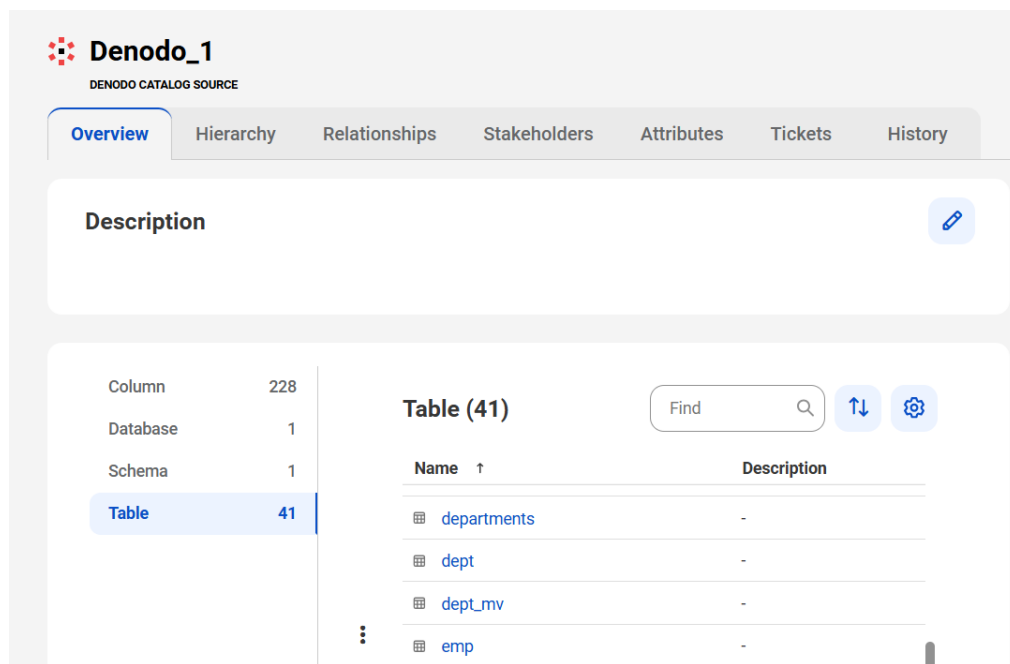 Denodo_1
DENODO CATALOG SOURCE
Overview Hierarchy Relationships Stakeholders Attributes Tickets History
Description
Column 228
Database 1
Schema 1
Table 41
Table (41) Find
Name ↑ Description
departments -
dept -
dept_mv -
emp -